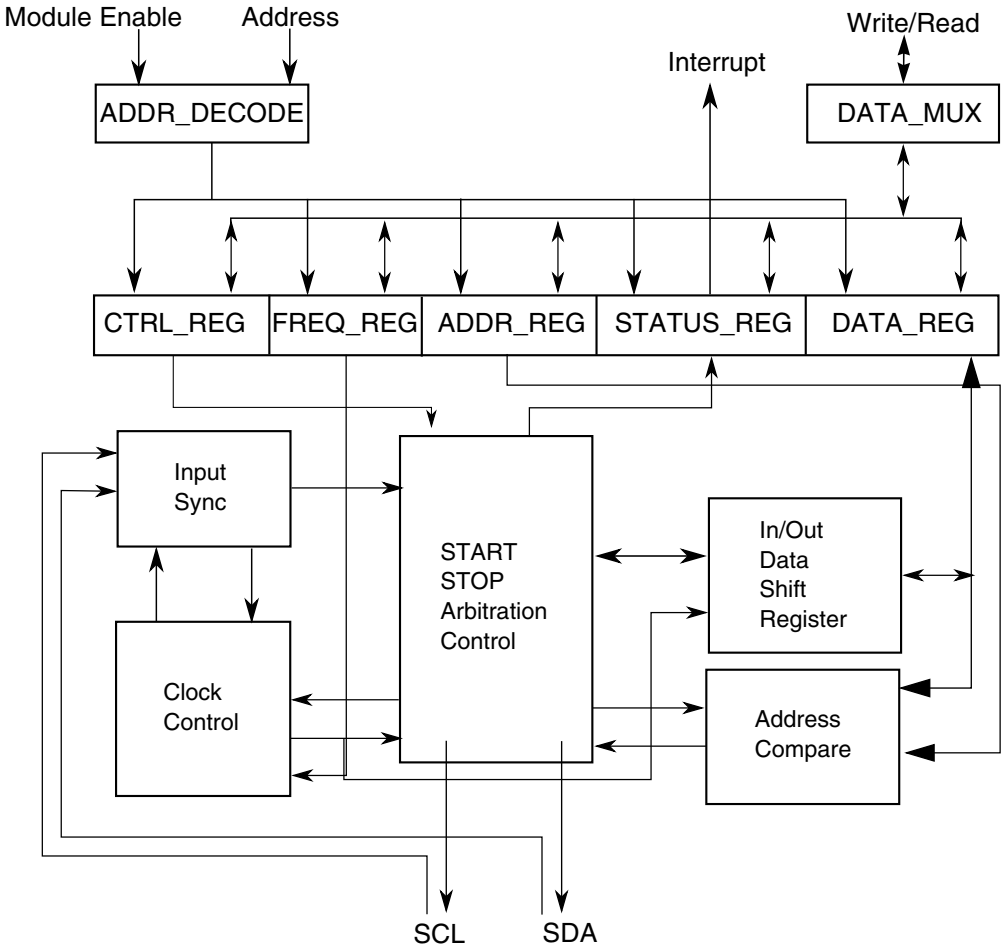 Module Enable
Address
Write/Read
Interrupt
ADDR_DECODE
DATA_MUX
CTRL_REG
FREQ_REG
ADDR_REG
STATUS_REG
DATA_REG
Input
Sync
START
STOP
Arbitration
Control
In/Out
Data
Shift
Register
Clock
Control
Address
Compare
SCL
SDA